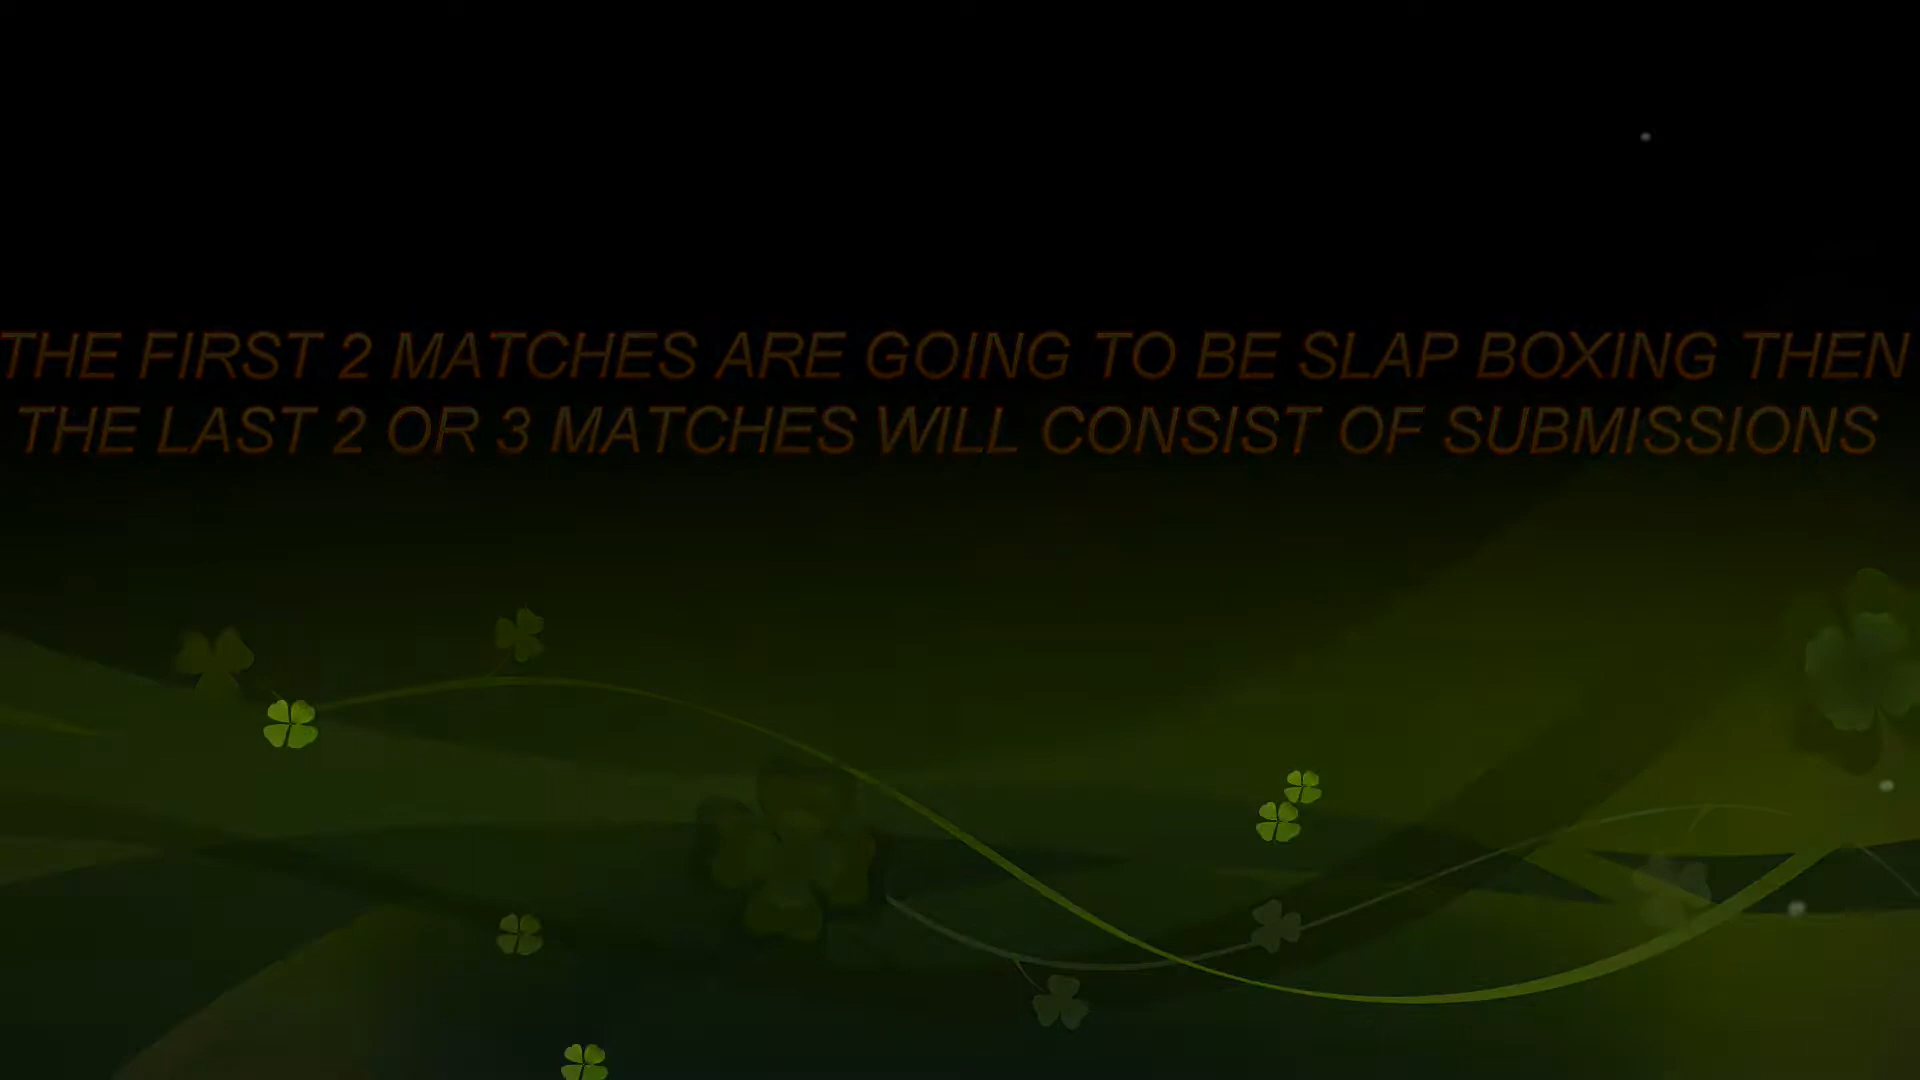 THE FIRST 2 MATCHES ARE GOING TO BE SLAP BOXING THEN
THE LAST 2 OR 3 MATCHES WILL CONSIST OF SUBMISSIONS